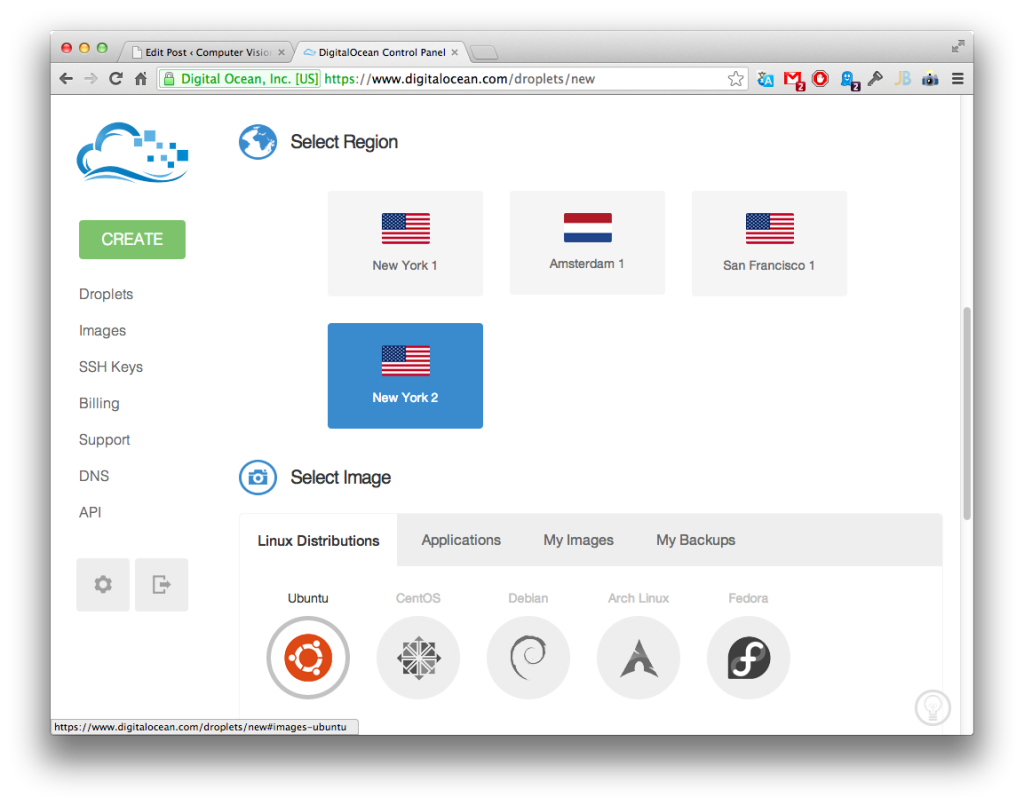 Edit Post ‹ Computer Visio
DigitalOcean Control Panel
Digital Ocean, Inc. [US] https://www.digitalocean.com/droplets/new
2
2
JB
Select Region
CREATE
New York 1
Amsterdam 1
San Francisco 1
New York 2
Droplets
Images
SSH Keys
Billing
Support
DNS
API
Select Image
Linux Distributions
Applications
My Images
My Backups
Ubuntu
CentOS
Debian
Arch Linux
Fedora
https://www.digitalocean.com/droplets/new#images-ubuntu